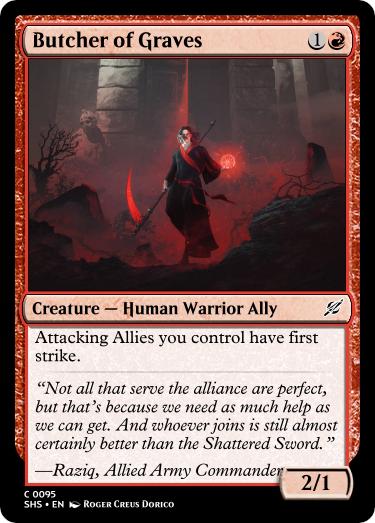 Butcher of Graves
1
Creature — Human Warrior Ally
Attacking Allies you control have first
strike.
“Not all that serve the alliance are perfect,
but that’s because we need as much help as
we can get. And whoever joins is still almost
certainly better than the Shattered Sword.”
—Raziq, Allied Army Commander
2/1
C 0095
SHS • EN Roger Creus Dorico